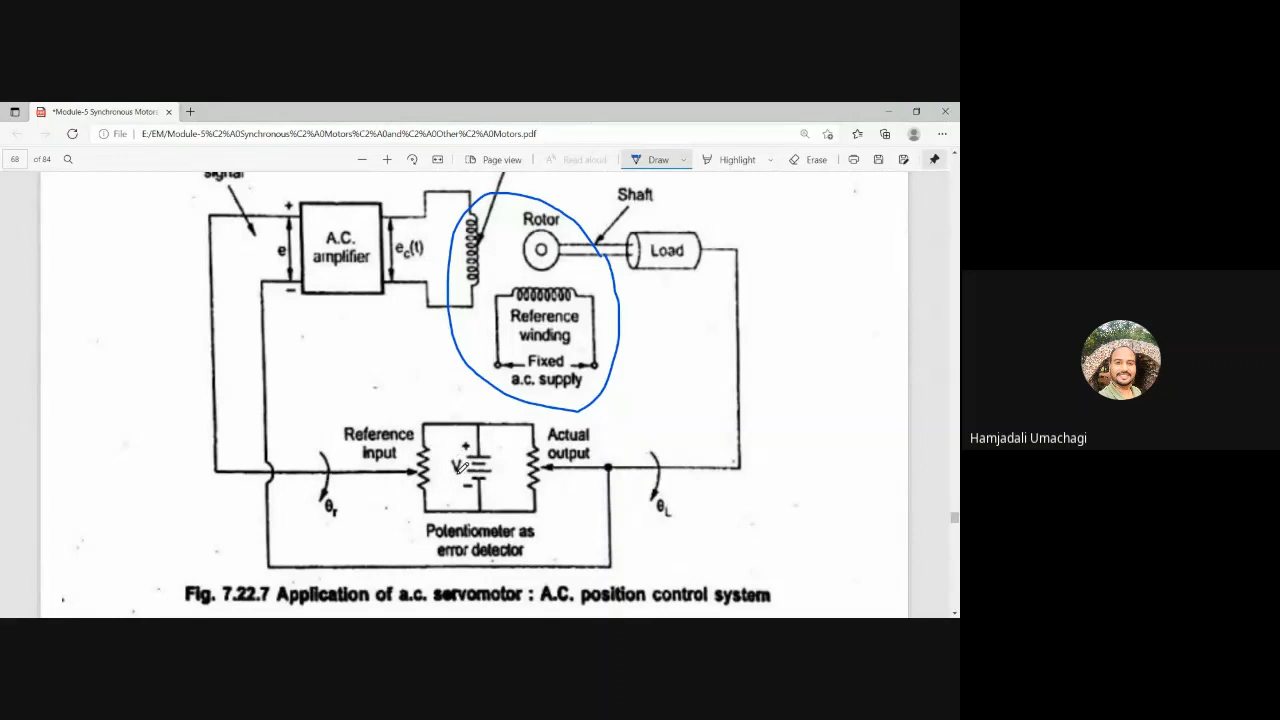 *Module-5 Synchronous Motors
File
E:/EM/Module-5%C2%A0Synchronous%C2%A0Motors%C2%A0and%C2%A0Other%C2%A0Motors.pdf
68 of 84
Page view
Read aloud
Draw
Highlight
Erase
signal
Shaft
Rotor
+
A.C.
amplifier
e
ec(t)
Load
−
Reference
winding
Fixed
a.c. supply
Reference
input
+
V
−
Actual
output
θr
θL
Potentiometer as
error detector
Fig. 7.22.7 Application of a.c. servomotor : A.C. position control system
Hamjadali Umachagi